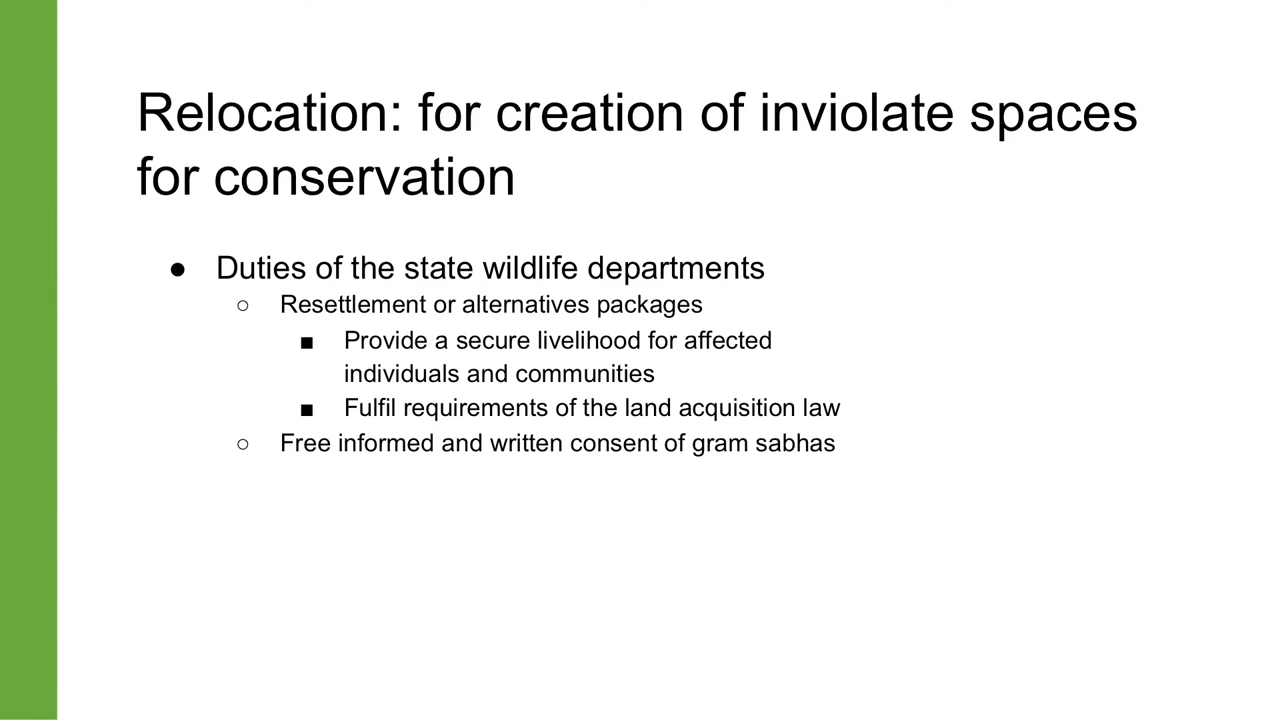 Relocation: for creation of inviolate spaces
for conservation
● Duties of the state wildlife departments
○ Resettlement or alternatives packages
■ Provide a secure livelihood for affected
individuals and communities
■ Fulfil requirements of the land acquisition law
○ Free informed and written consent of gram sabhas